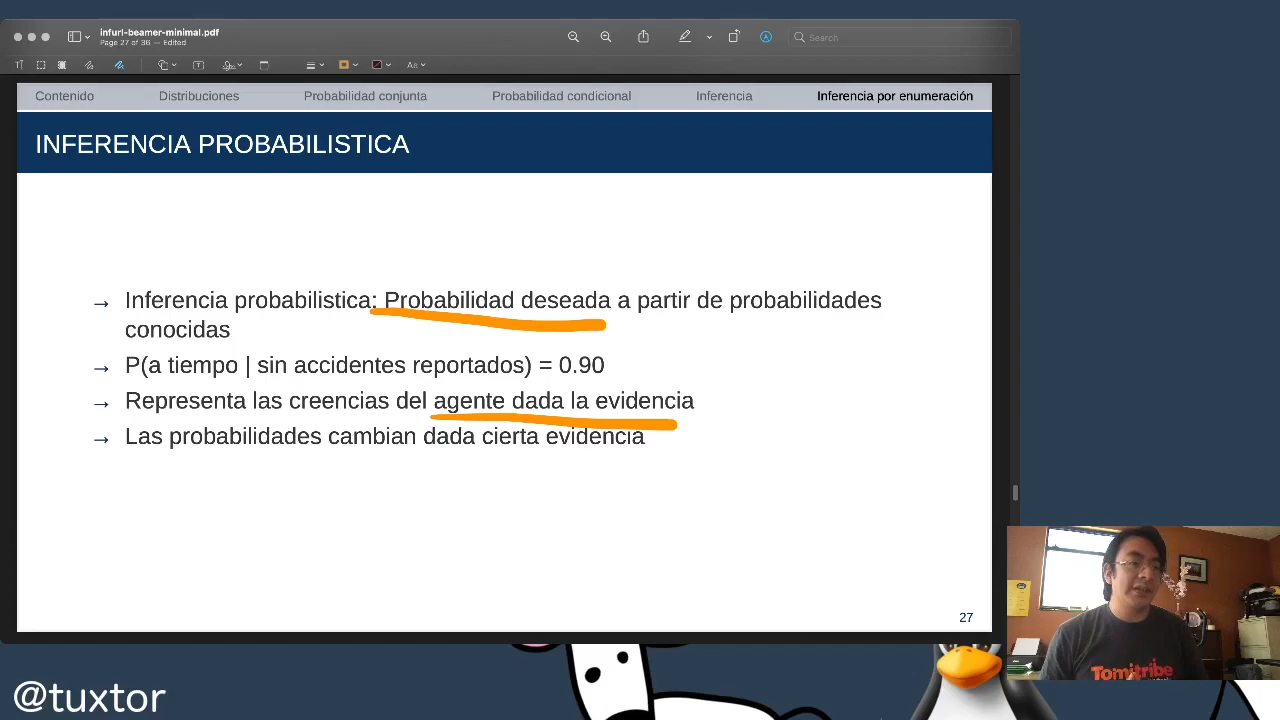 infurl-beamer-minimal.pdf
Page 27 of 36 — Edited
Search
Aa
Contenido Distribuciones Probabilidad conjunta Probabilidad condicional Inferencia Inferencia por enumeración
INFERENCIA PROBABILISTICA
→ Inferencia probabilistica: Probabilidad deseada a partir de probabilidades
conocidas
→ P(a tiempo | sin accidentes reportados) = 0.90
→ Representa las creencias del agente dada la evidencia
→ Las probabilidades cambian dada cierta evidencia
27
Tomitribe
@tuxtor